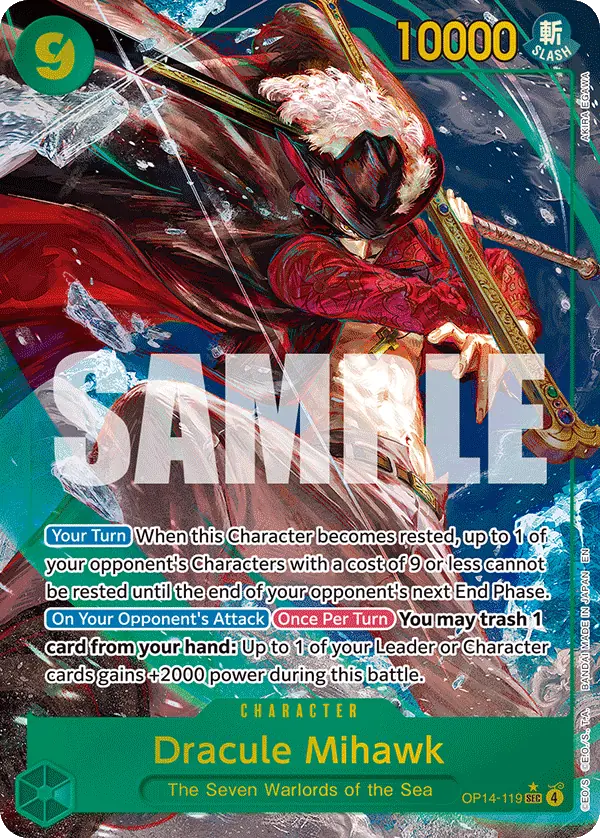 9
10000
斬
SLASH
AKIRA EGAWA
SAMPLE
Your Turn When this Character becomes rested, up to 1 of
your opponent's Characters with a cost of 9 or less cannot
be rested until the end of your opponent's next End Phase.
On Your Opponent's Attack Once Per Turn You may trash 1
card from your hand: Up to 1 of your Leader or Character
cards gains +2000 power during this battle.
©E.O./S. ©E.O./S.,T.A. BANDAI MADE IN JAPAN EN
CHARACTER
Dracule Mihawk
The Seven Warlords of the Sea
OP14-119 SEC 4